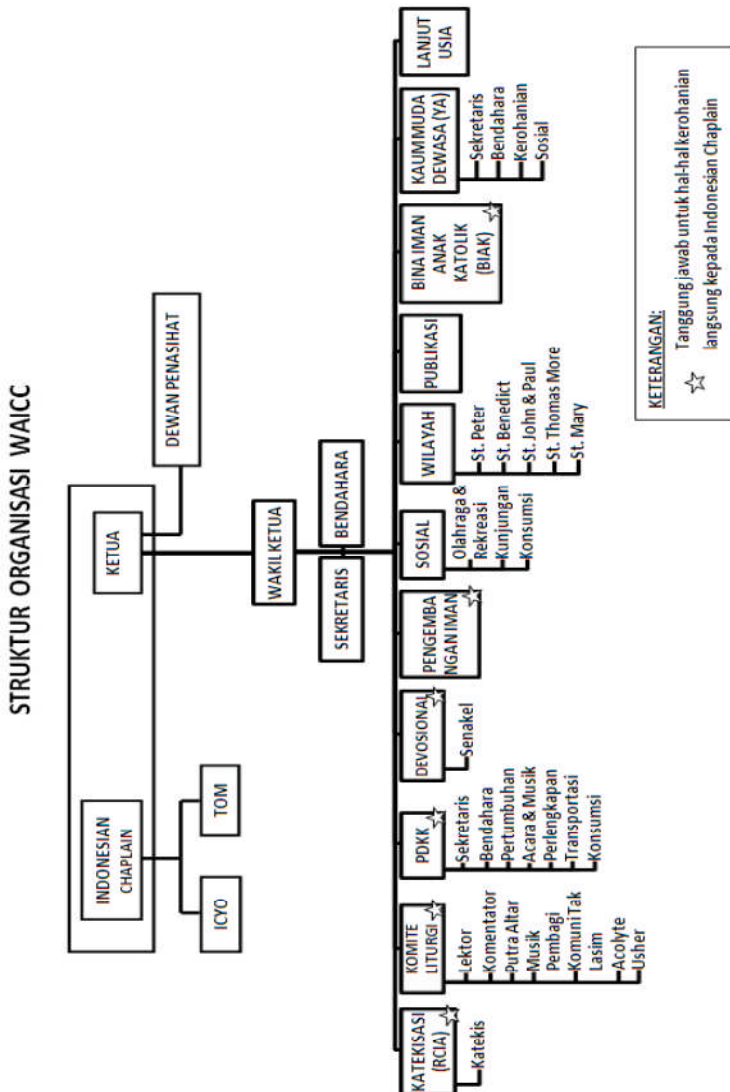 STRUKTUR ORGANISASI WAICC
INDONESIAN
CHAPLAIN
KETUA
DEWAN PENASIHAT
ICYO
TOM
WAKIL KETUA
SEKRETARIS
BENDAHARA
KATEKISASI
(RCIA)
Katekis
KOMITE
LITURGI
Lektor
Komentator
Putra Altar
Musik
Pembagi
Komuni Tak
Lasim
Acolyte
Usher
PDKK
Sekretaris
Bendahara
Pertumbuhan
Acara & Musik
Perlengkapan
Transportasi
Konsumsi
DEVOSIONAL
Senakel
PENGEMBA
NGAN IMAN
SOSIAL
Olahraga &
Rekreasi
Kunjungan
Konsumsi
WILAYAH
St. Peter
St. Benedict
St. John & Paul
St. Thomas More
St. Mary
PUBLIKASI
BINA IMAN
ANAK
KATOLIK
(BIAK)
KAUM MUDA
DEWASA (YA)
Sekretaris
Bendahara
Kerohanian
Sosial
LANJUT
USIA
KETERANGAN:
Tanggung jawab untuk hal-hal kerohanian
langsung kepada Indonesian Chaplain